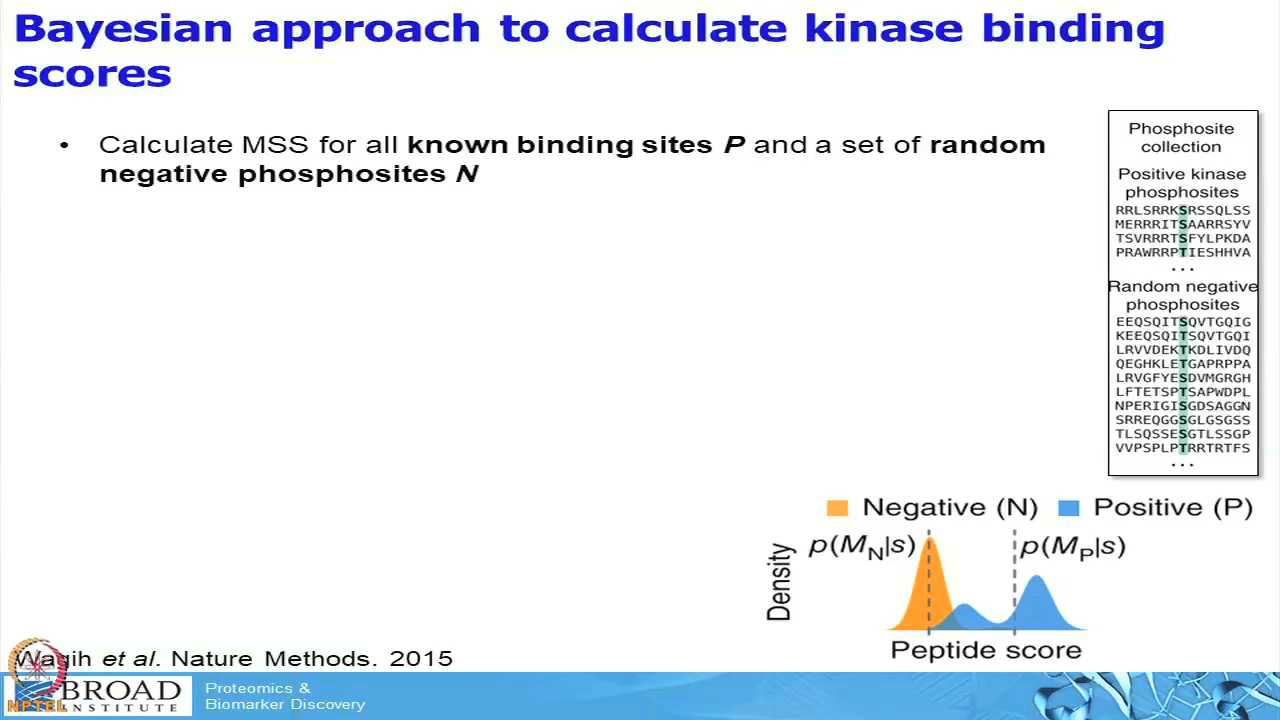 Bayesian approach to calculate kinase binding
scores
• Calculate MSS for all known binding sites P and a set of random
negative phosphosites N
Phosphosite
collection
Positive kinase
phosphosites
RRLSRRKSRSSQLSS
MERRRITSAARRSYV
TSVRRRTSFYLPKDA
PRAWRRPTIESHHVA
...
Random negative
phosphosites
EEQSQITSQVTGQIG
KEEQSQITSQVTGQI
LRVVDEKTKDLIVDQ
QEGHKLETGAPRPPA
LRVGFYESDVMGRGH
LFTETSPTSAPWDPL
NPERIGISGDSAGGN
SRREQGGSGLGSGSS
TLSQSSESGTLSSGP
VVPSPLPTRRTRTFS
...
Negative (N) Positive (P)
p(MN|s) p(MP|s)
Density
Peptide score
Wagih et al. Nature Methods. 2015
BROAD
INSTITUTE
NPTEL
Proteomics &
Biomarker Discovery